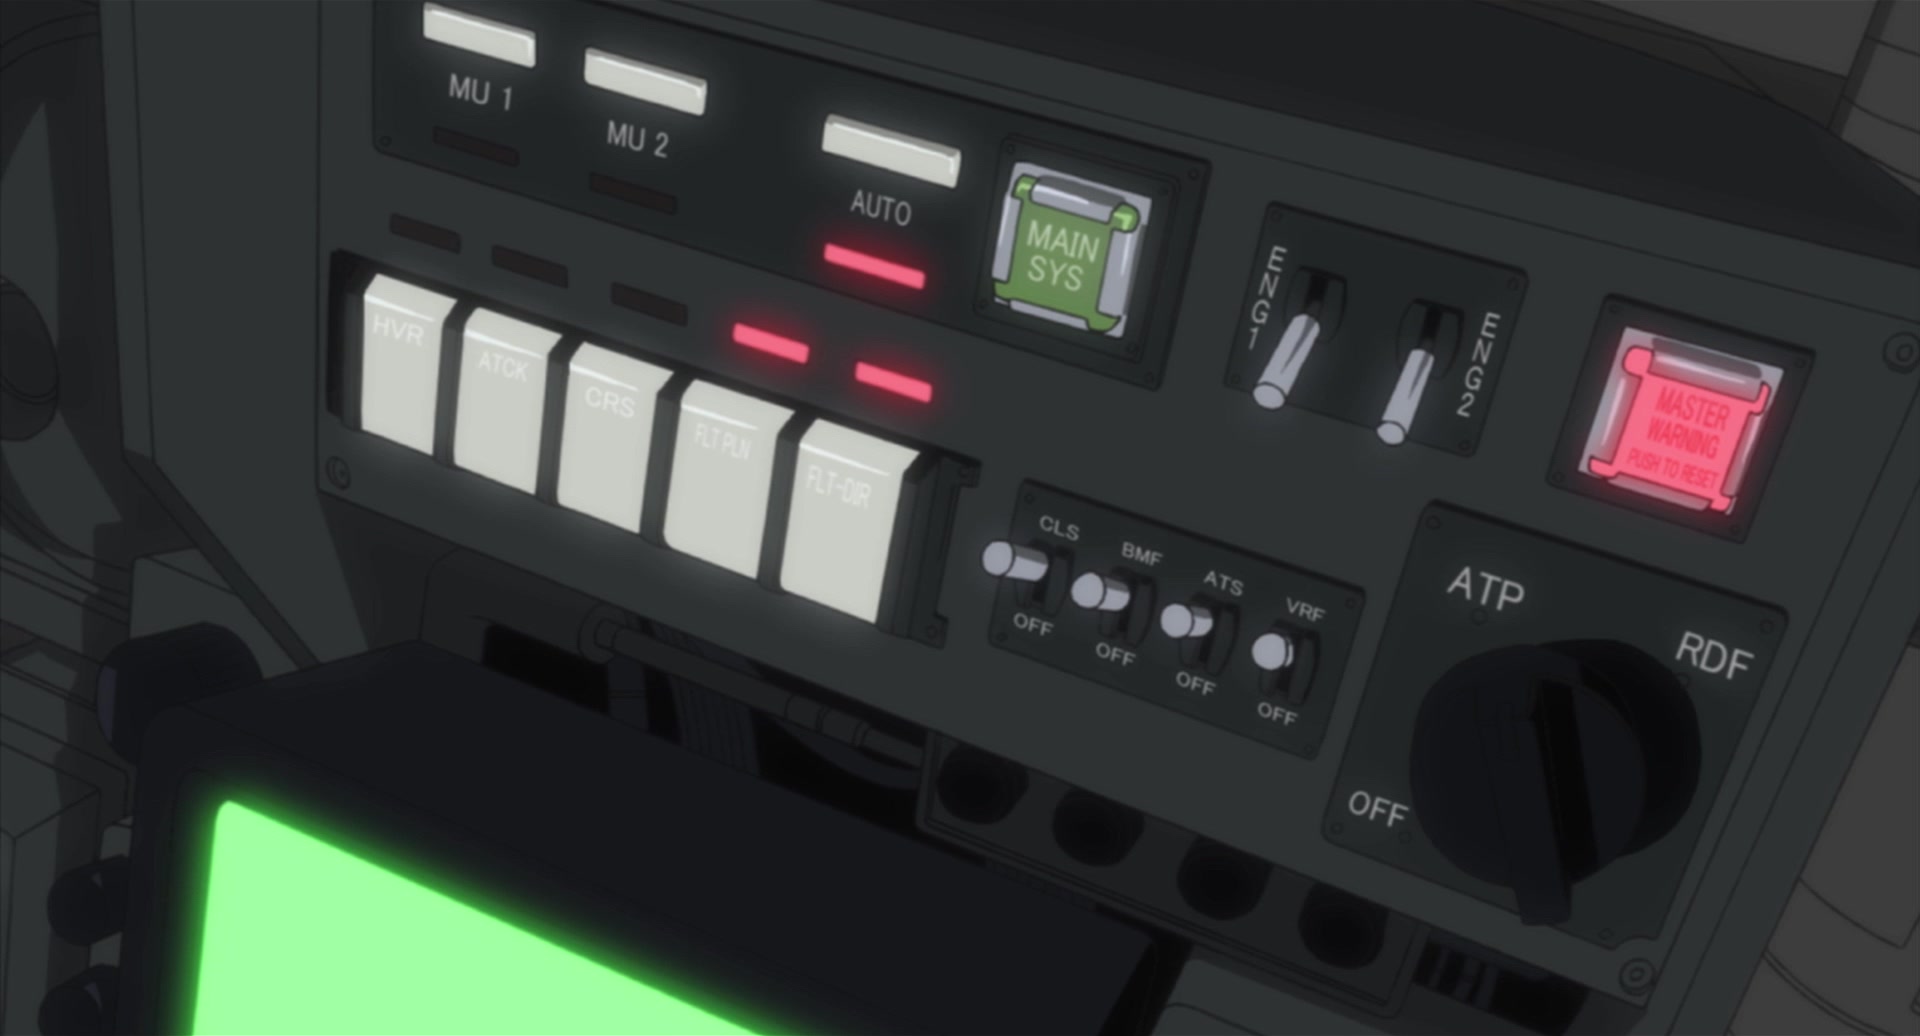 MU 1
MU 2
AUTO
MAIN
SYS
ENG1
ENG2
MASTER
WARNING
PUSH TO RESET
HVR
ATCK
CRS
FLT PLN
FLT-DIR
CLS
BMF
ATS
VRF
OFF
OFF
OFF
OFF
ATP
RDF
OFF